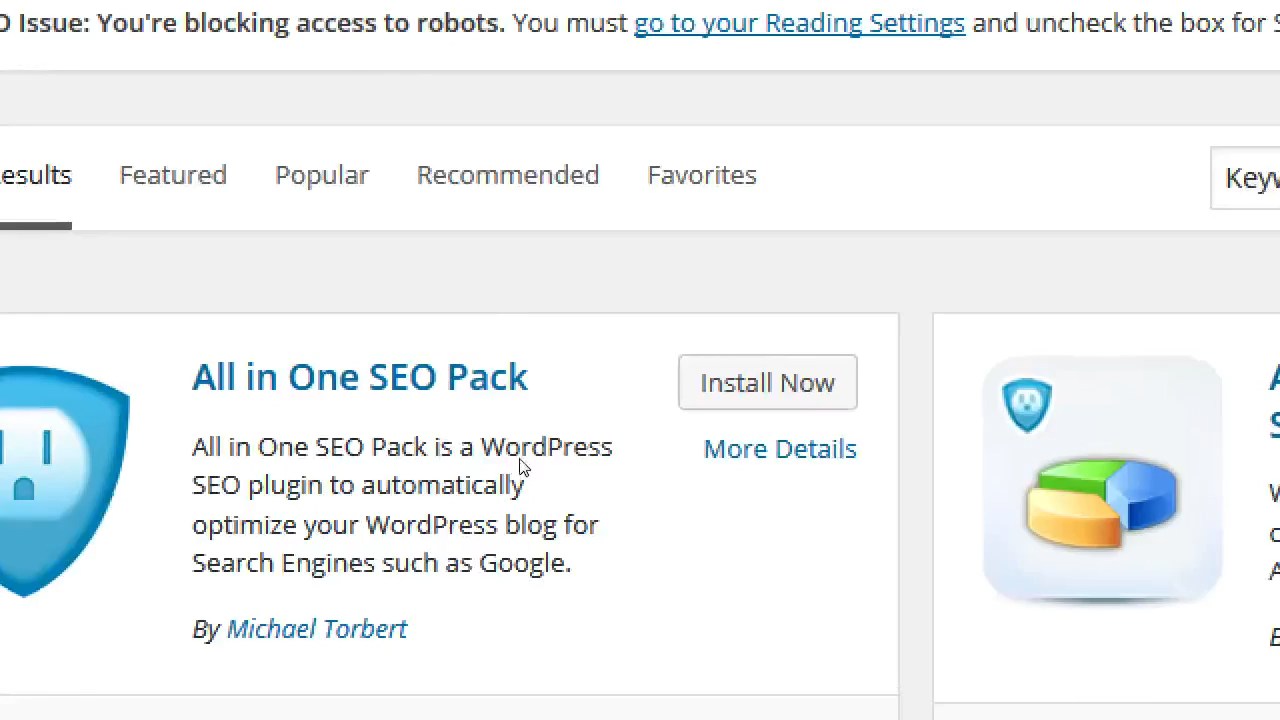 Issue: You're blocking access to robots. You must go to your Reading Settings and uncheck the box for
Featured Popular Recommended Favorites
All in One SEO Pack
Install Now
All in One SEO Pack is a WordPress
SEO plugin to automatically
optimize your WordPress blog for
Search Engines such as Google.
More Details
By Michael Torbert